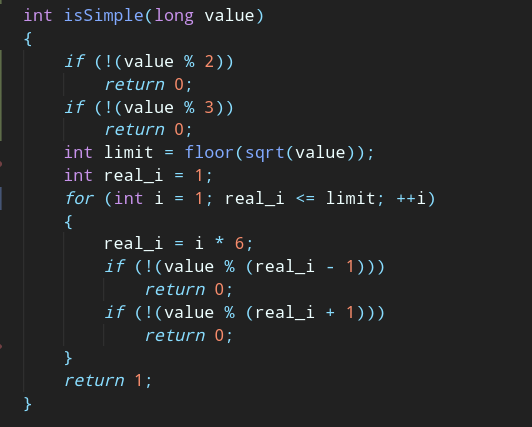 int isSimple(long value)
{
    if (!(value % 2))
        return 0;
    if (!(value % 3))
        return 0;
    int limit = floor(sqrt(value));
    int real_i = 1;
    for (int i = 1; real_i <= limit; ++i)
    {
        real_i = i * 6;
        if (!(value % (real_i - 1)))
            return 0;
        if (!(value % (real_i + 1)))
            return 0;
    }
    return 1;
}